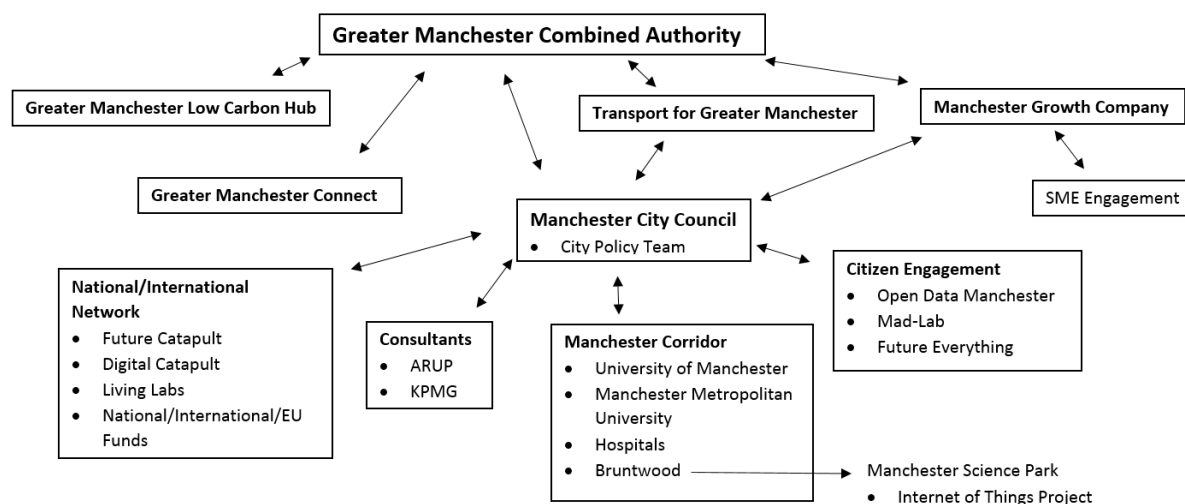 Greater Manchester Combined Authority
Greater Manchester Low Carbon Hub
Transport for Greater Manchester
Manchester Growth Company
Greater Manchester Connect
SME Engagement
Manchester City Council
• City Policy Team
National/International
Network
• Future Catapult
• Digital Catapult
• Living Labs
• National/International/EU
Funds
Consultants
• ARUP
• KPMG
Manchester Corridor
• University of Manchester
• Manchester Metropolitan
University
• Hospitals
• Bruntwood
Citizen Engagement
• Open Data Manchester
• Mad-Lab
• Future Everything
Manchester Science Park
• Internet of Things Project